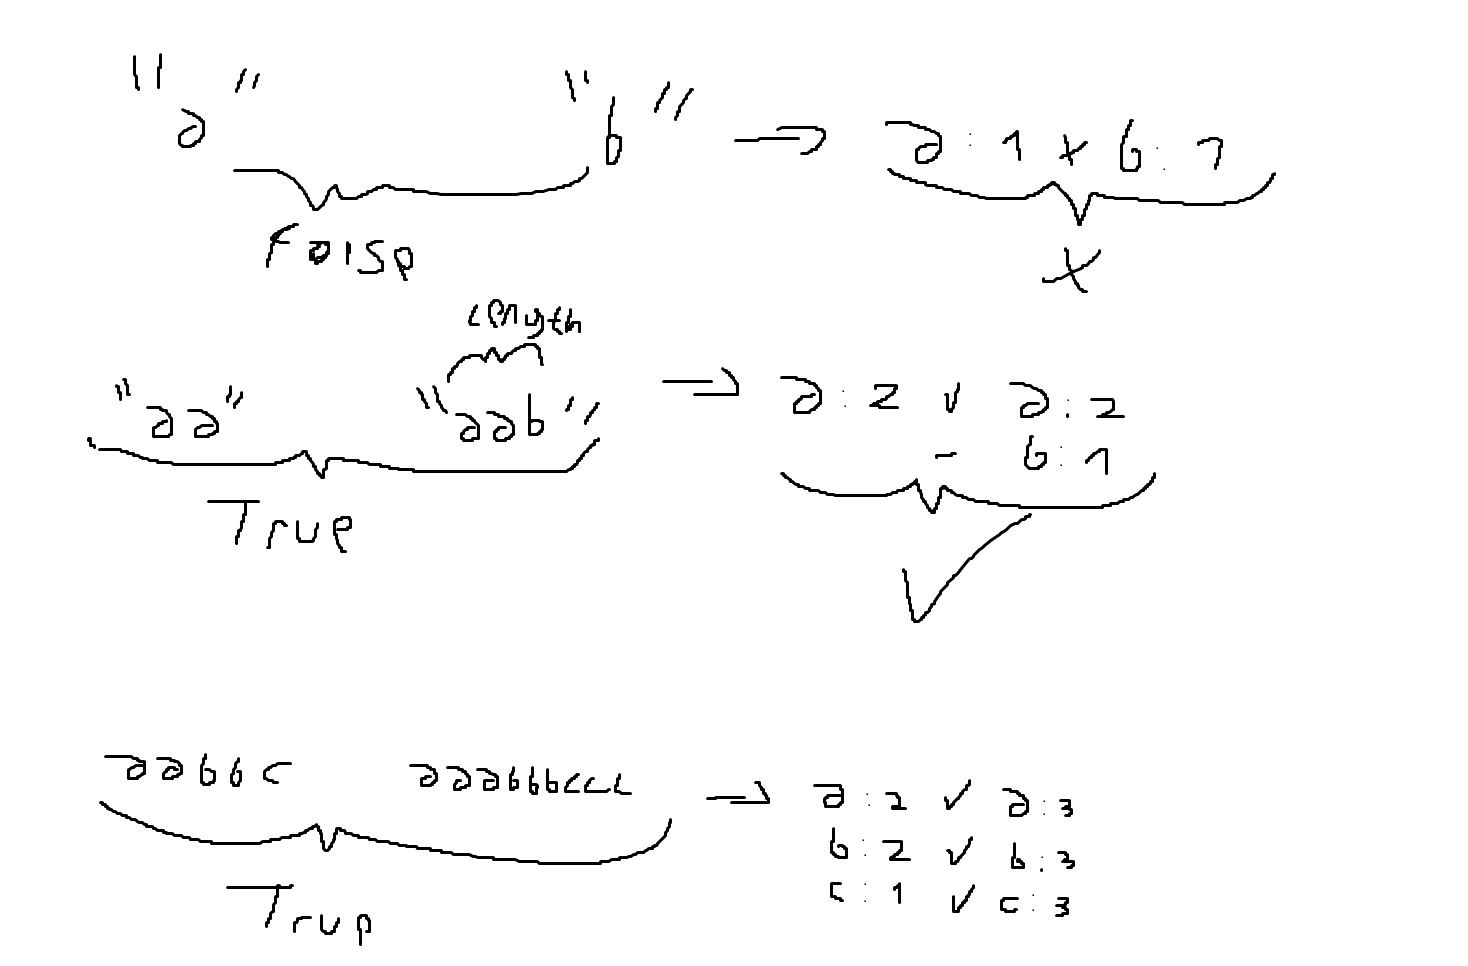 "a" "b" → a : 1 x b : 1
False x
length
"aa" "aab" → a : 2 ✓ a : 2
- b : 1
True ✓
aabbc aaabbbccc → a : 2 ✓ a : 3
b : 2 ✓ b : 3
c : 1 ✓ c : 3
True